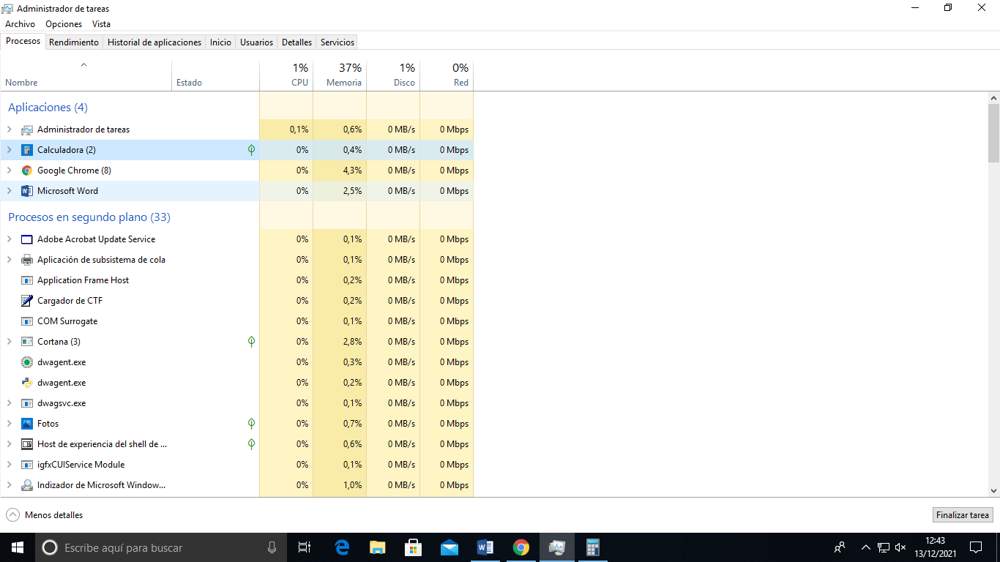 Administrador de tareas
Archivo Opciones Vista
Procesos Rendimiento Historial de aplicaciones Inicio Usuarios Detalles Servicios
1% 37% 1% 0%
Nombre Estado CPU Memoria Disco Red
Aplicaciones (4)
Administrador de tareas 0,1% 0,6% 0 MB/s 0 Mbps
Calculadora (2) 0% 0,4% 0 MB/s 0 Mbps
Google Chrome (8) 0% 4,3% 0 MB/s 0 Mbps
Microsoft Word 0% 2,5% 0 MB/s 0 Mbps
Procesos en segundo plano (33)
Adobe Acrobat Update Service 0% 0,1% 0 MB/s 0 Mbps
Aplicación de subsistema de cola 0% 0,1% 0 MB/s 0 Mbps
Application Frame Host 0% 0,2% 0 MB/s 0 Mbps
Cargador de CTF 0% 0,2% 0 MB/s 0 Mbps
COM Surrogate 0% 0,1% 0 MB/s 0 Mbps
Cortana (3) 0% 2,8% 0 MB/s 0 Mbps
dwagent.exe 0% 0,3% 0 MB/s 0 Mbps
dwagent.exe 0% 0,2% 0 MB/s 0 Mbps
dwagsvc.exe 0% 0,1% 0 MB/s 0 Mbps
Fotos 0% 0,7% 0 MB/s 0 Mbps
Host de experiencia del shell de ... 0% 0,6% 0 MB/s 0 Mbps
igfxCUIService Module 0% 0,1% 0 MB/s 0 Mbps
Indizador de Microsoft Window... 0% 1,0% 0 MB/s 0 Mbps
Menos detalles Finalizar tarea
Escribe aquí para buscar
12:43
13/12/2021